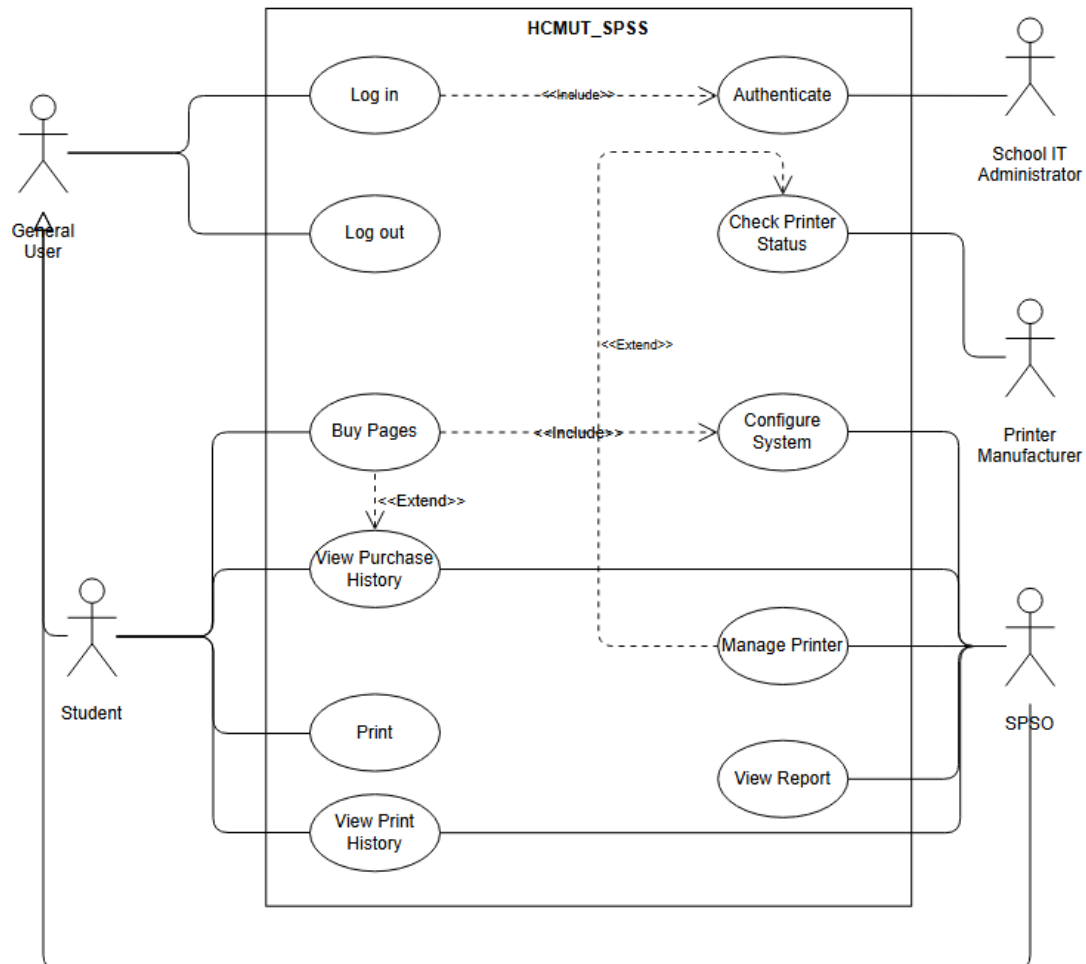 HCMUT_SPSS
Log in
<<Include>>
Authenticate
School IT
Administrator
General
User
Log out
Check Printer
Status
<<Extend>>
Printer
Manufacturer
Buy Pages
<<Include>>
Configure
System
<<Extend>>
View Purchase
History
Student
Manage Printer
SPSO
Print
View Report
View Print
History